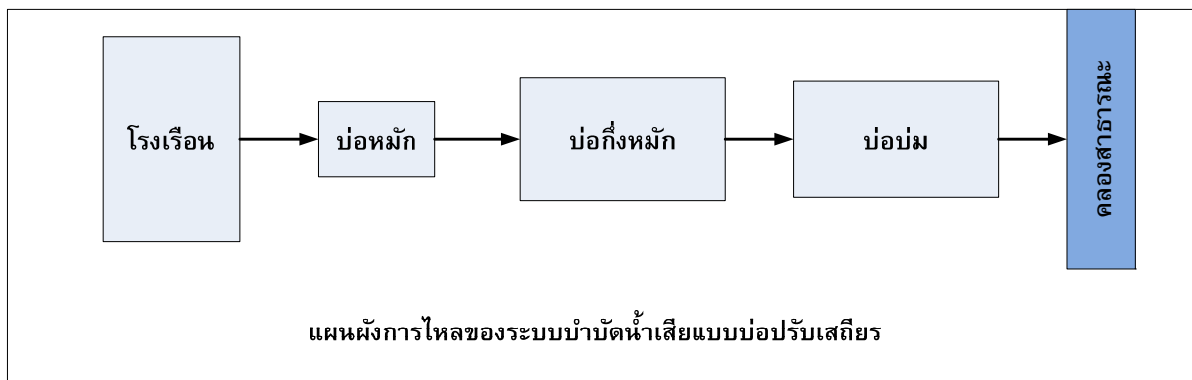 โรงเรือน
บ่อหมัก
บ่อกึ่งหมัก
บ่อบ่ม
คลองสาธารณะ
แผนผังการไหลของระบบบำบัดน้ำเสียแบบบ่อปรับเสถียร